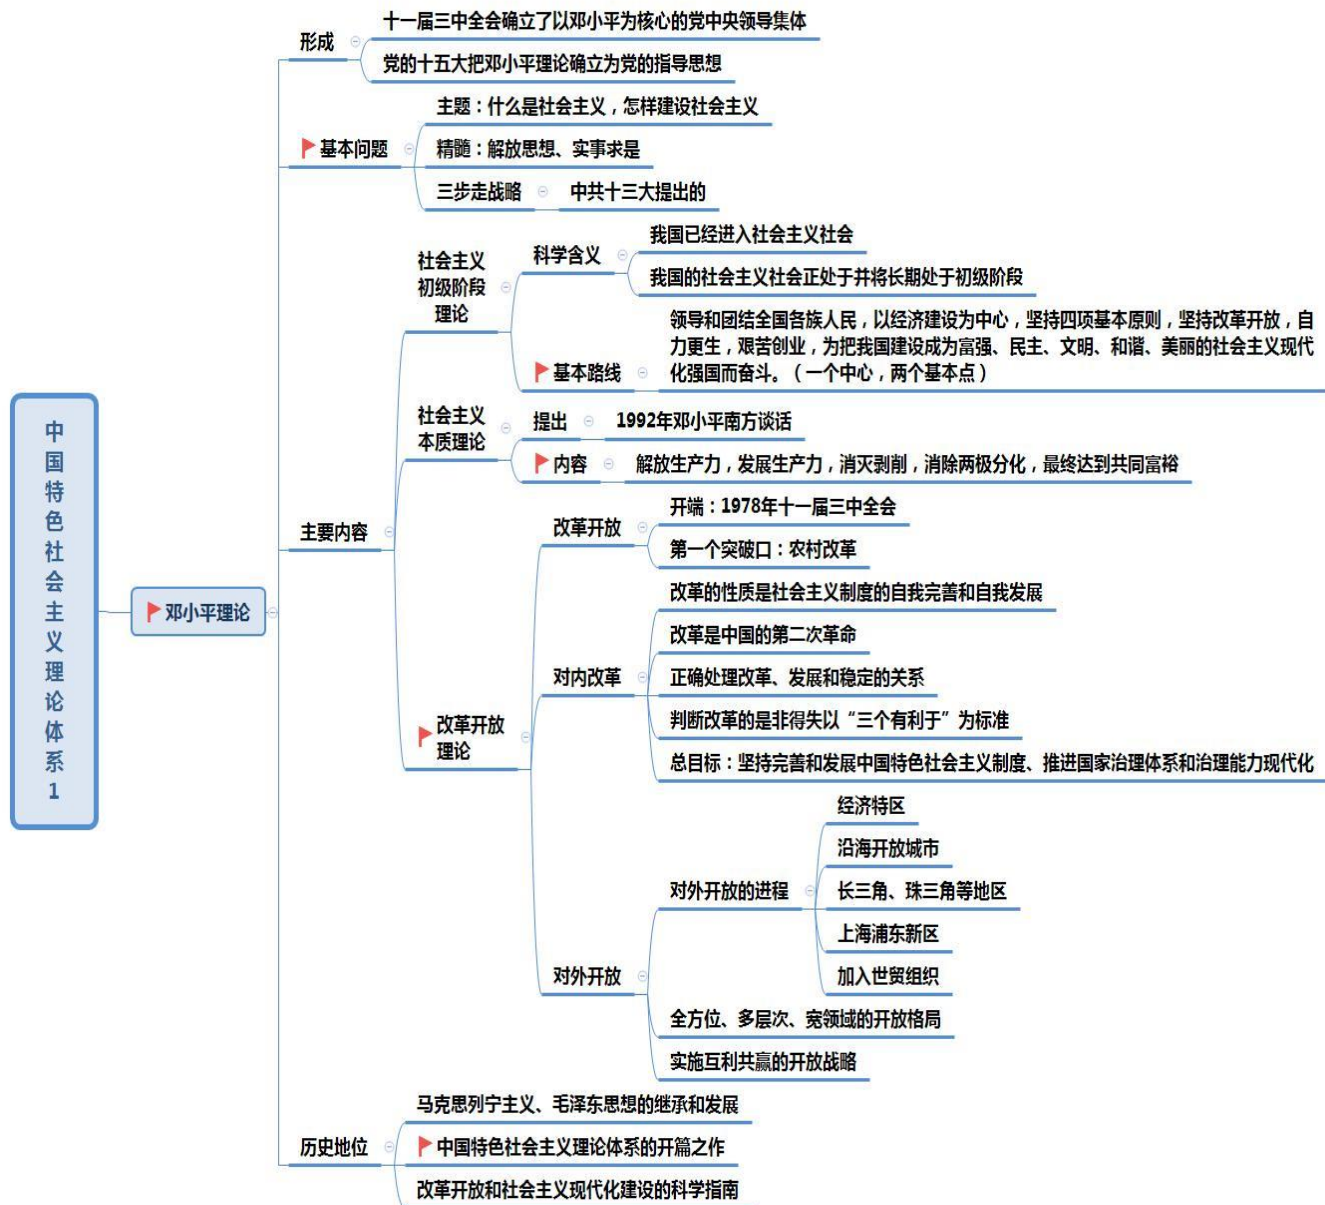 中国特色社会主义理论体系1
邓小平理论
形成
十一届三中全会确立了以邓小平为核心的党中央领导集体
党的十五大把邓小平理论确立为党的指导思想
基本问题
主题：什么是社会主义，怎样建设社会主义
精髓：解放思想、实事求是
三步走战略
中共十三大提出的
主要内容
社会主义
初级阶段
理论
科学含义
我国已经进入社会主义社会
我国的社会主义社会正处于并将长期处于初级阶段
基本路线
领导和团结全国各族人民，以经济建设为中心，坚持四项基本原则，坚持改革开放，自
力更生，艰苦创业，为把我国建设成为富强、民主、文明、和谐、美丽的社会主义现代
化强国而奋斗。（一个中心，两个基本点）
社会主义
本质理论
提出
1992年邓小平南方谈话
内容
解放生产力，发展生产力，消灭剥削，消除两极分化，最终达到共同富裕
改革开放
理论
改革开放
开端：1978年十一届三中全会
第一个突破口：农村改革
对内改革
改革的性质是社会主义制度的自我完善和自我发展
改革是中国的第二次革命
正确处理改革、发展和稳定的关系
判断改革的是非得失以“三个有利于”为标准
总目标：坚持完善和发展中国特色社会主义制度、推进国家治理体系和治理能力现代化
对外开放
对外开放的进程
经济特区
沿海开放城市
长三角、珠三角等地区
上海浦东新区
加入世贸组织
全方位、多层次、宽领域的开放格局
实施互利共赢的开放战略
历史地位
马克思列宁主义、毛泽东思想的继承和发展
中国特色社会主义理论体系的开篇之作
改革开放和社会主义现代化建设的科学指南